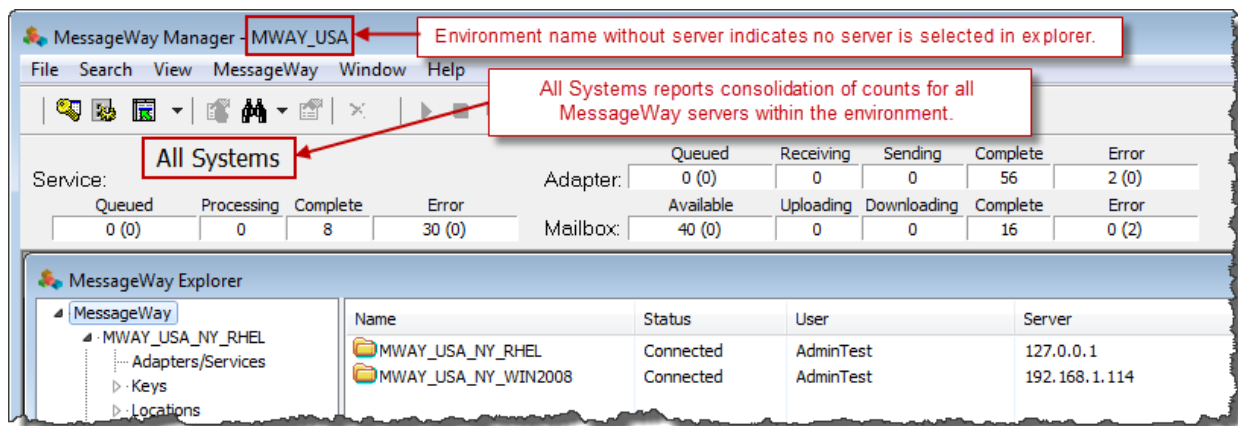 MessageWay Manager - MWAY_USA
Environment name without server indicates no server is selected in explorer.
File Search View MessageWay Window Help
All Systems reports consolidation of counts for all
MessageWay servers within the environment.
All Systems
Service:
Queued Processing Complete Error
0 (0) 0 8 30 (0)
Adapter:
Queued Receiving Sending Complete Error
0 (0) 0 0 56 2 (0)
Mailbox:
Available Uploading Downloading Complete Error
40 (0) 0 0 16 0 (2)
MessageWay Explorer
MessageWay
MWAY_USA_NY_RHEL
Adapters/Services
Keys
Locations
Name Status User Server
MWAY_USA_NY_RHEL Connected AdminTest 127.0.0.1
MWAY_USA_NY_WIN2008 Connected AdminTest 192.168.1.114